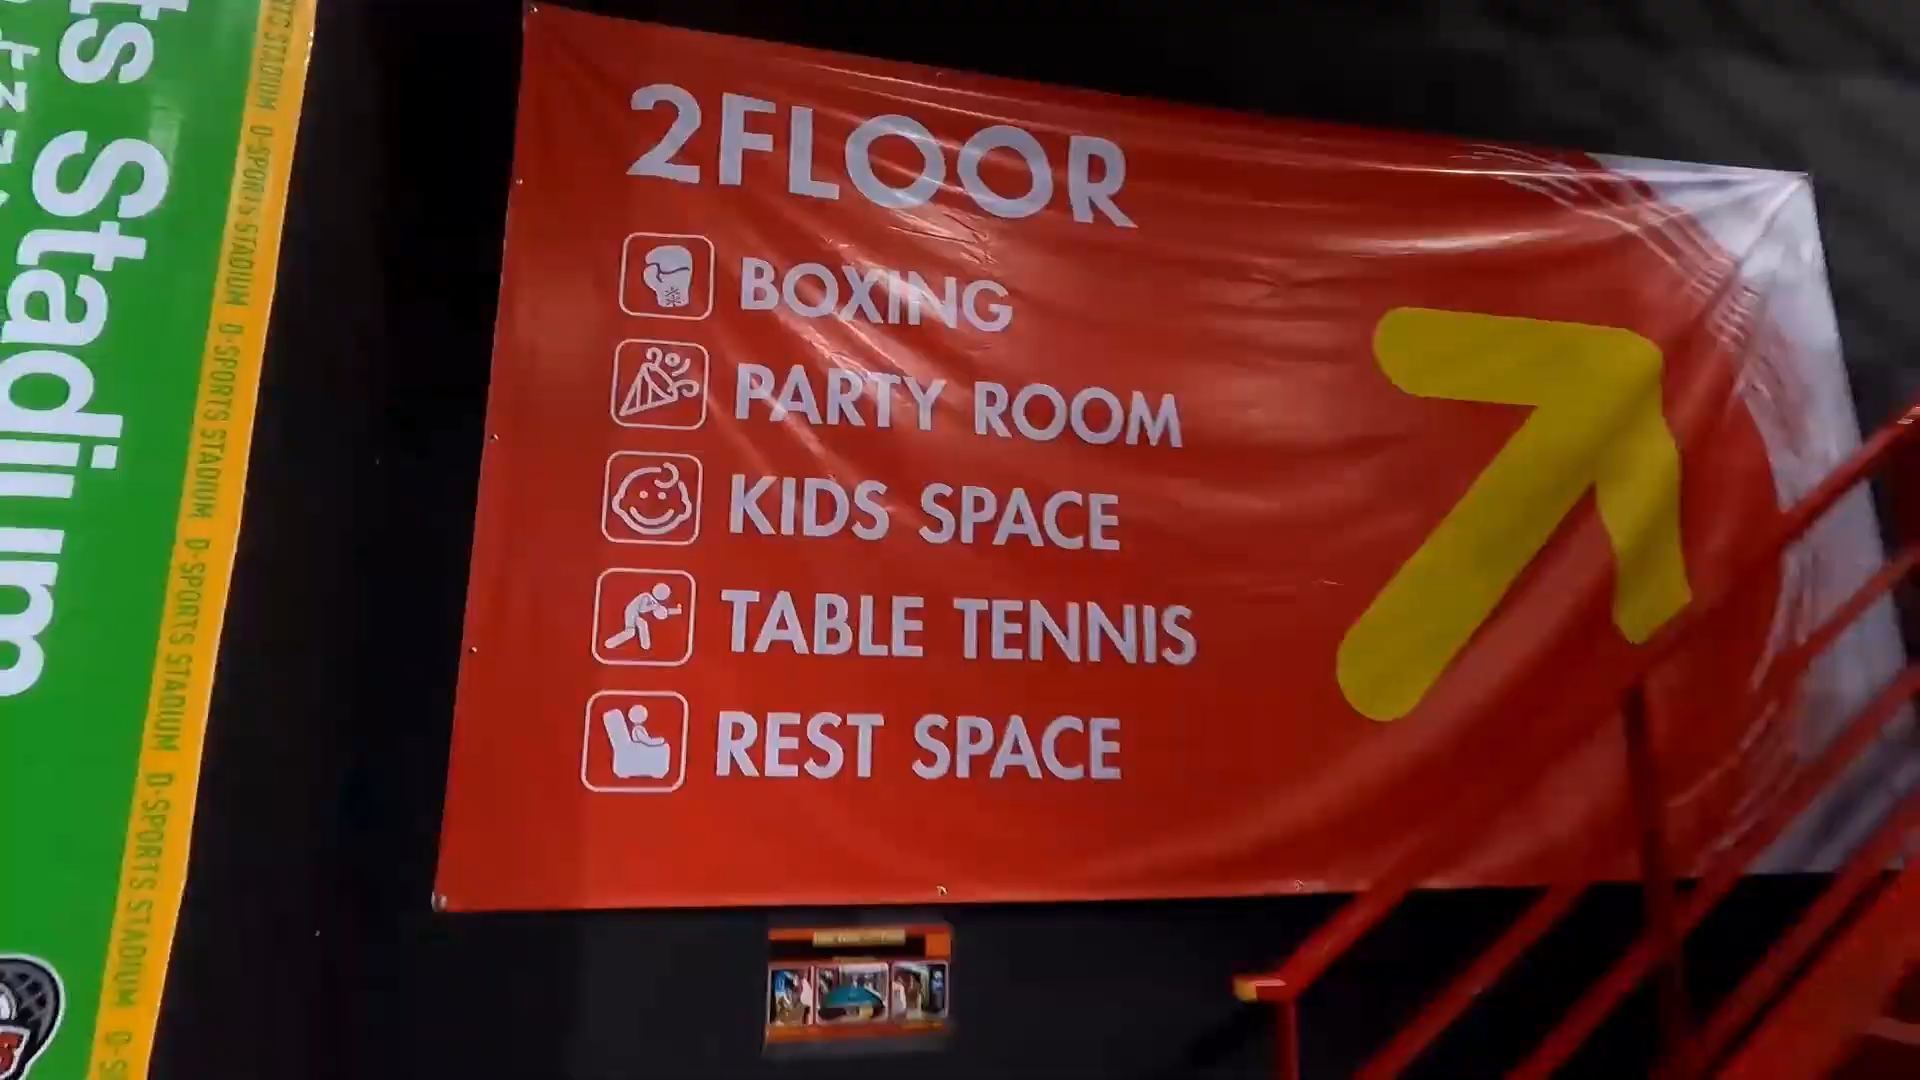 2FLOOR
BOXING
PARTY ROOM
KIDS SPACE
TABLE TENNIS
REST SPACE
ts Stadium
D-SPORTS STADIUM D-SPORTS STADIUM D-SPORTS STADIUM D-SPORTS STADIUM